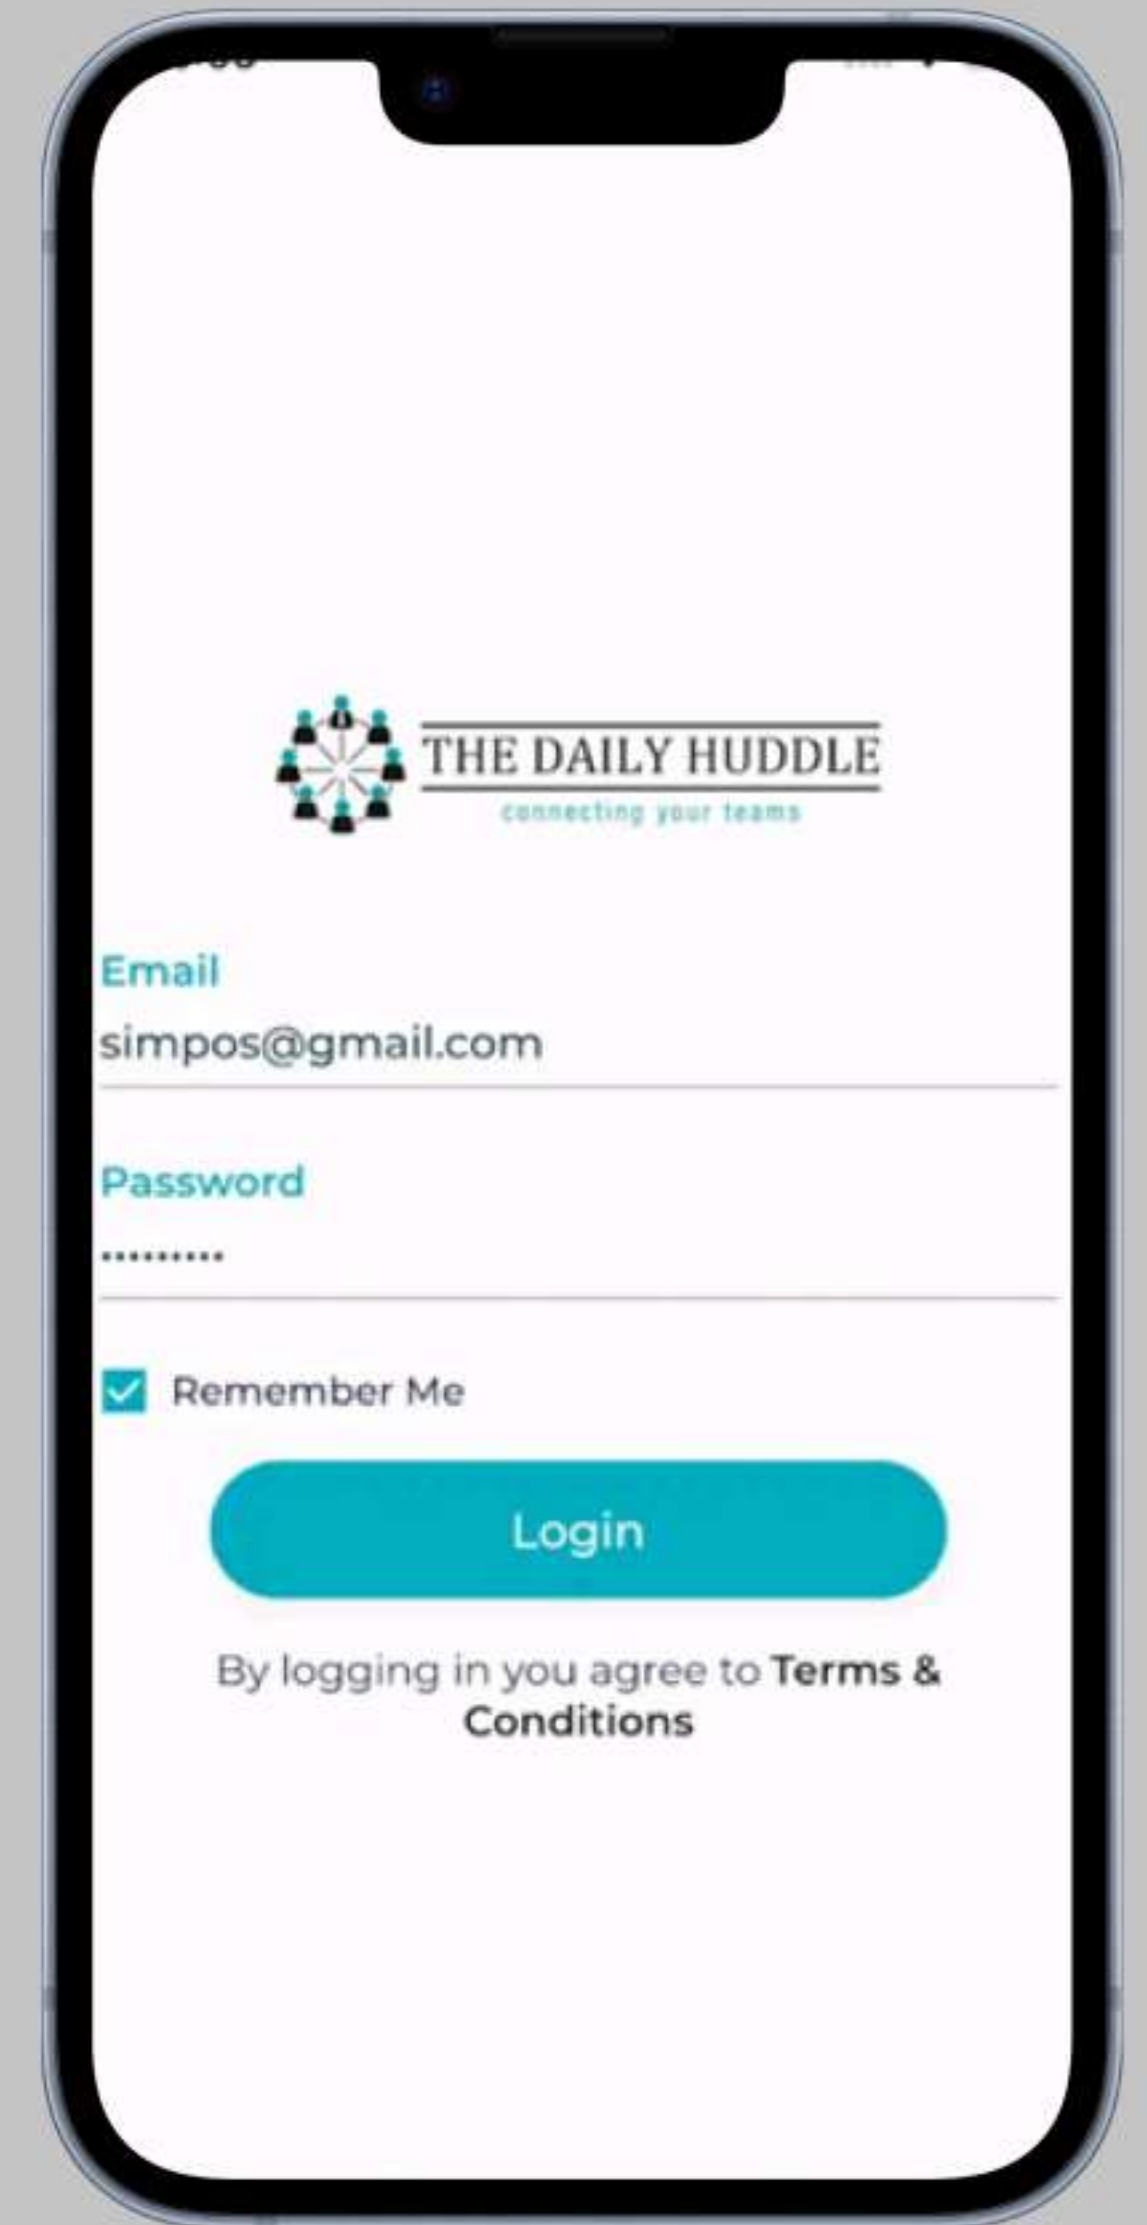 THE DAILY HUDDLE
connecting your teams
Email
simpos@gmail.com
Password
•••••••••
Remember Me
Login
By logging in you agree to Terms &
Conditions